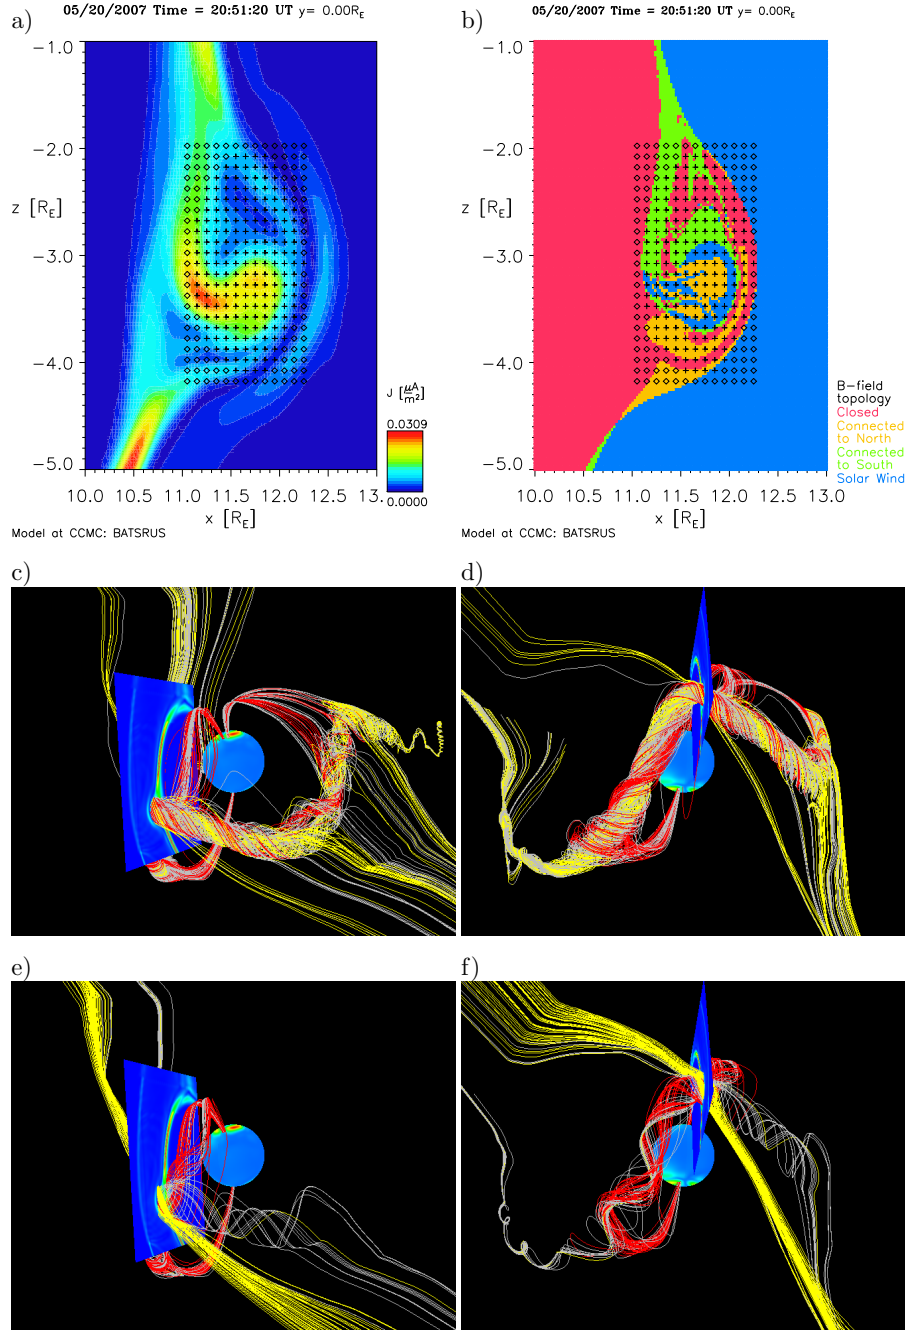 a)
05/20/2007 Time = 20:51:20 UT y= 0.00R_E
-1.0
-2.0
z [R_E]
-3.0
-4.0
-5.0
10.0 10.5 11.0 11.5 12.0 12.5 13.
x [R_E]
J [μA/m²]
0.0309
0.0000
Model at CCMC: BATSRUS
b)
05/20/2007 Time = 20:51:20 UT y= 0.00R_E
-1.0
-2.0
z [R_E]
-3.0
-4.0
-5.0
10.0 10.5 11.0 11.5 12.0 12.5 13.0
x [R_E]
B-field
topology
Closed
Connected
to North
Connected
to South
Solar Wind
Model at CCMC: BATSRUS
c)
d)
e)
f)